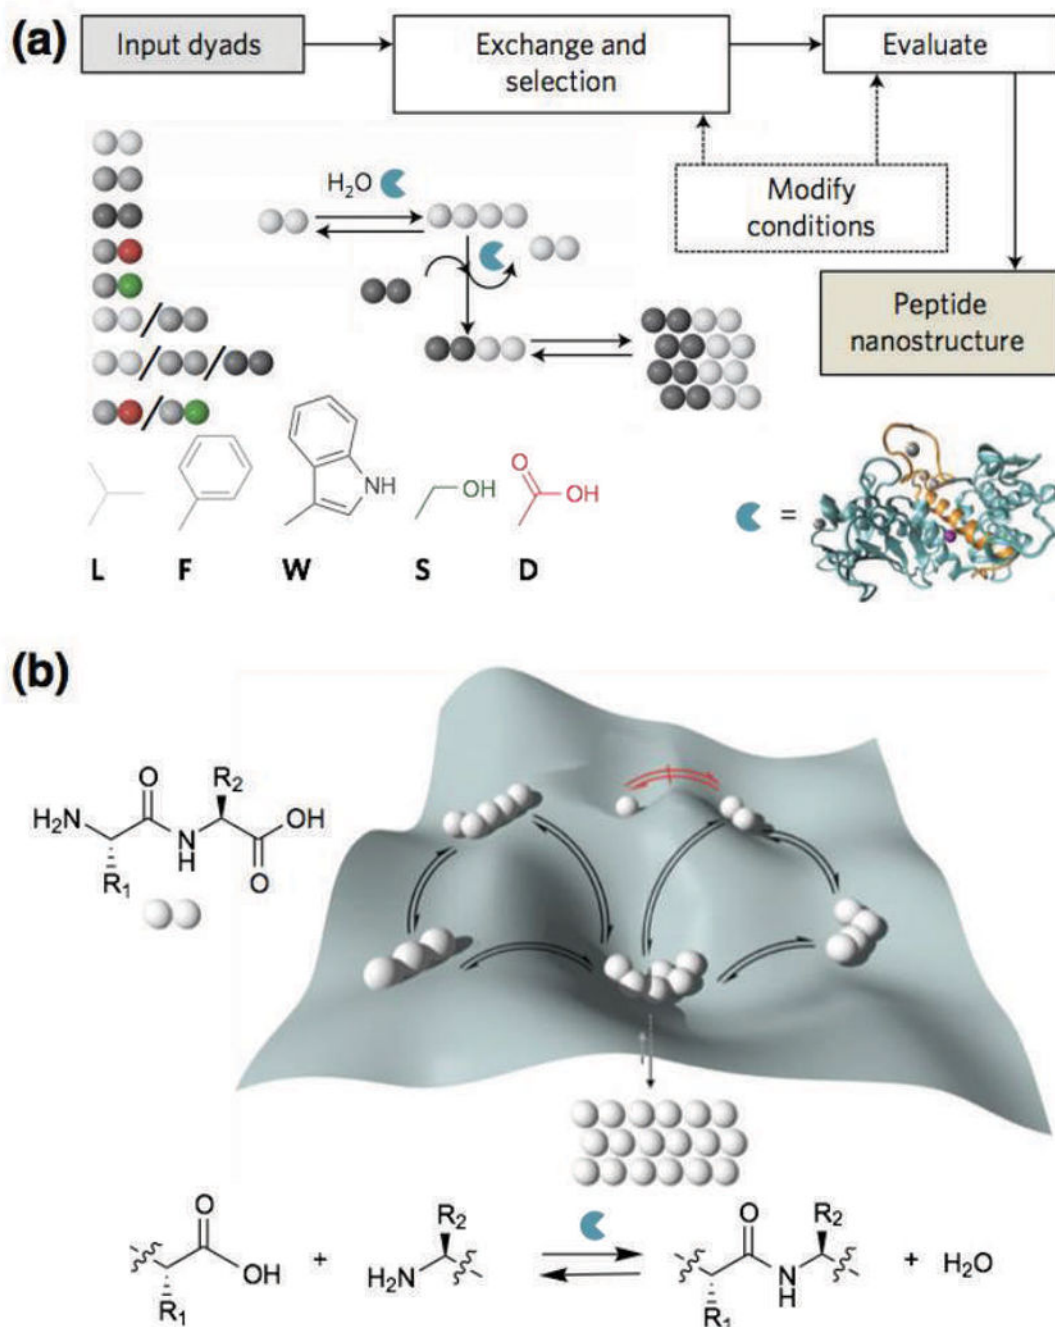 (a)
Input dyads
Exchange and
selection
Evaluate
Modify
conditions
Peptide
nanostructure
H₂O
/
/ /
/
O
NH
OH
OH
=
L F W S D
(b)
O R₂
H₂N
OH
N
H
R₁
O
O
OH
R₁
+
R₂
H₂N
O R₂
N
H
R₁
+ H₂O